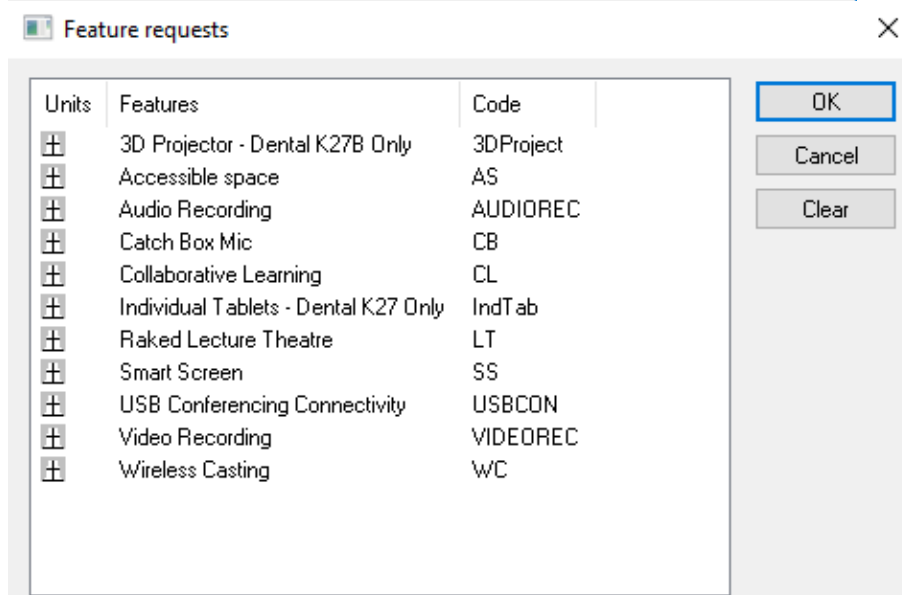 Feature requests
Units Features Code
3D Projector - Dental K27B Only 3DProject
Accessible space AS
Audio Recording AUDIOREC
Catch Box Mic CB
Collaborative Learning CL
Individual Tablets - Dental K27 Only IndTab
Raked Lecture Theatre LT
Smart Screen SS
USB Conferencing Connectivity USBCON
Video Recording VIDEOREC
Wireless Casting WC
OK
Cancel
Clear